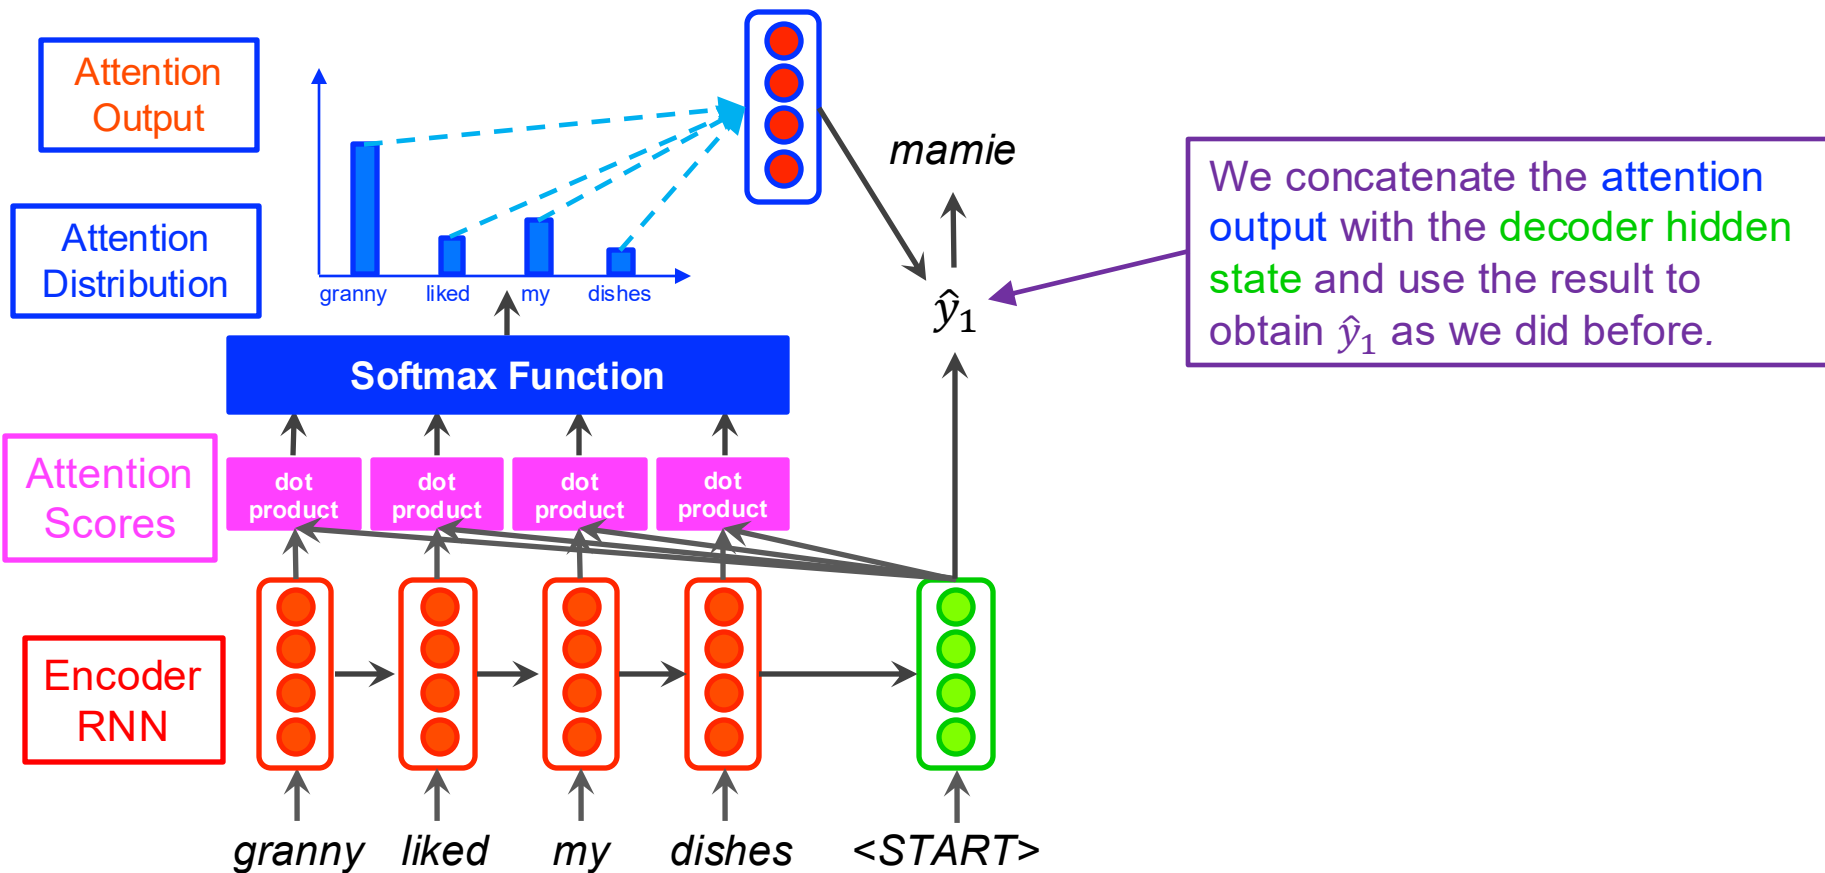 Attention
Output
Attention
Distribution
granny liked my dishes
mamie
ŷ₁
We concatenate the attention
output with the decoder hidden
state and use the result to
obtain ŷ₁ as we did before.
Softmax Function
Attention
Scores
dot
product
dot
product
dot
product
dot
product
Encoder
RNN
granny liked my dishes <START>